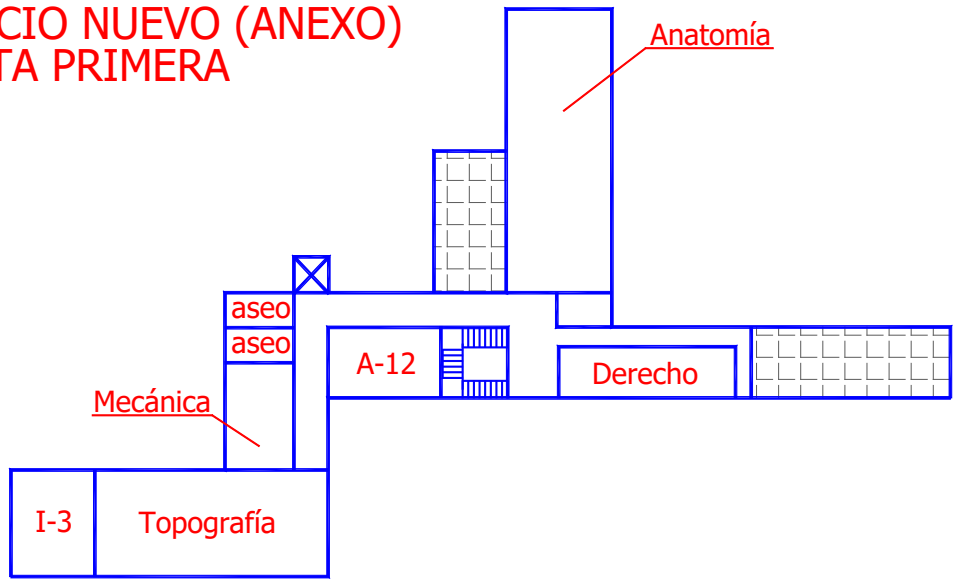 CIO NUEVO (ANEXO)
TA PRIMERA
Anatomía
aseo
aseo
A-12
Derecho
Mecánica
I-3
Topografía